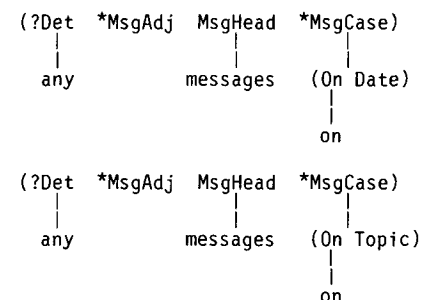 (?Det *MsgAdj MsgHead *MsgCase)
any messages (On Date)
on
(?Det *MsgAdj MsgHead *MsgCase)
any messages (On Topic)
on